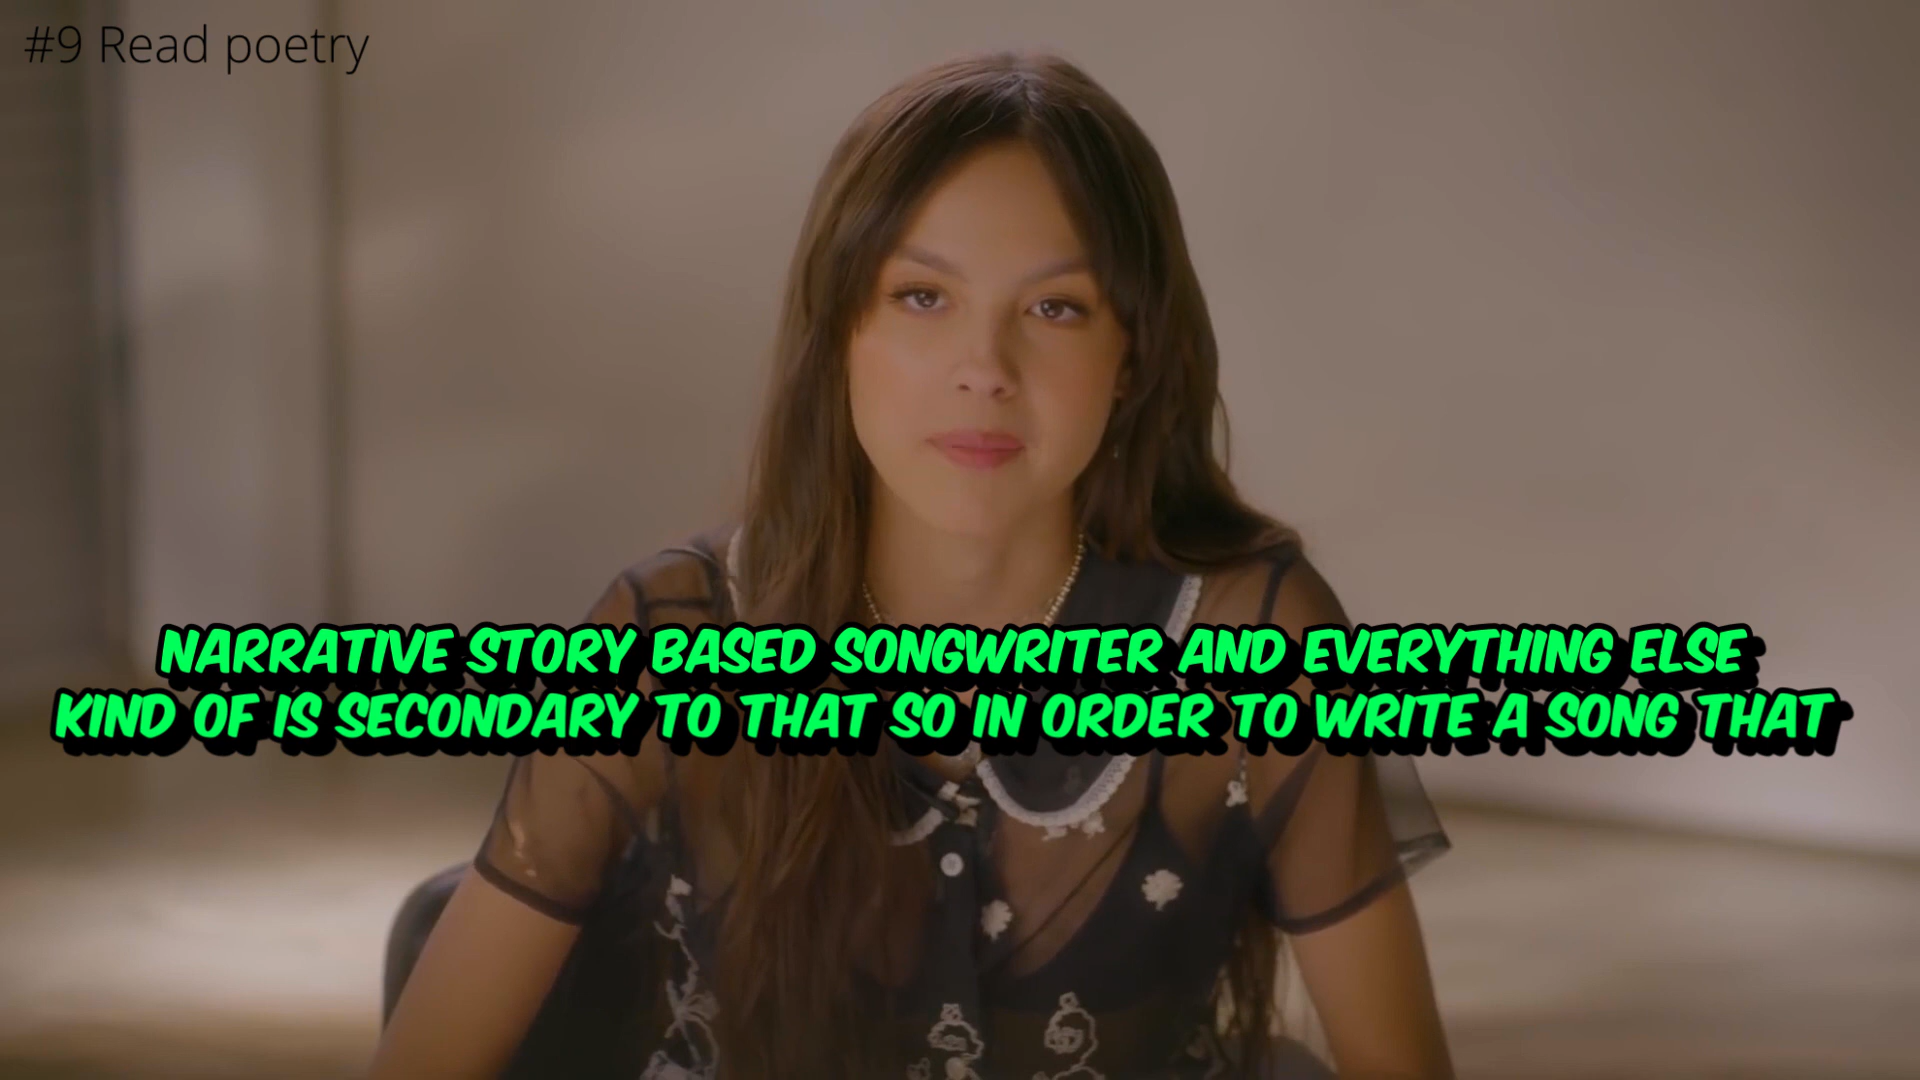 #9 Read poetry
NARRATIVE STORY BASED SONGWRITER AND EVERYTHING ELSE
KIND OF IS SECONDARY TO THAT SO IN ORDER TO WRITE A SONG THAT